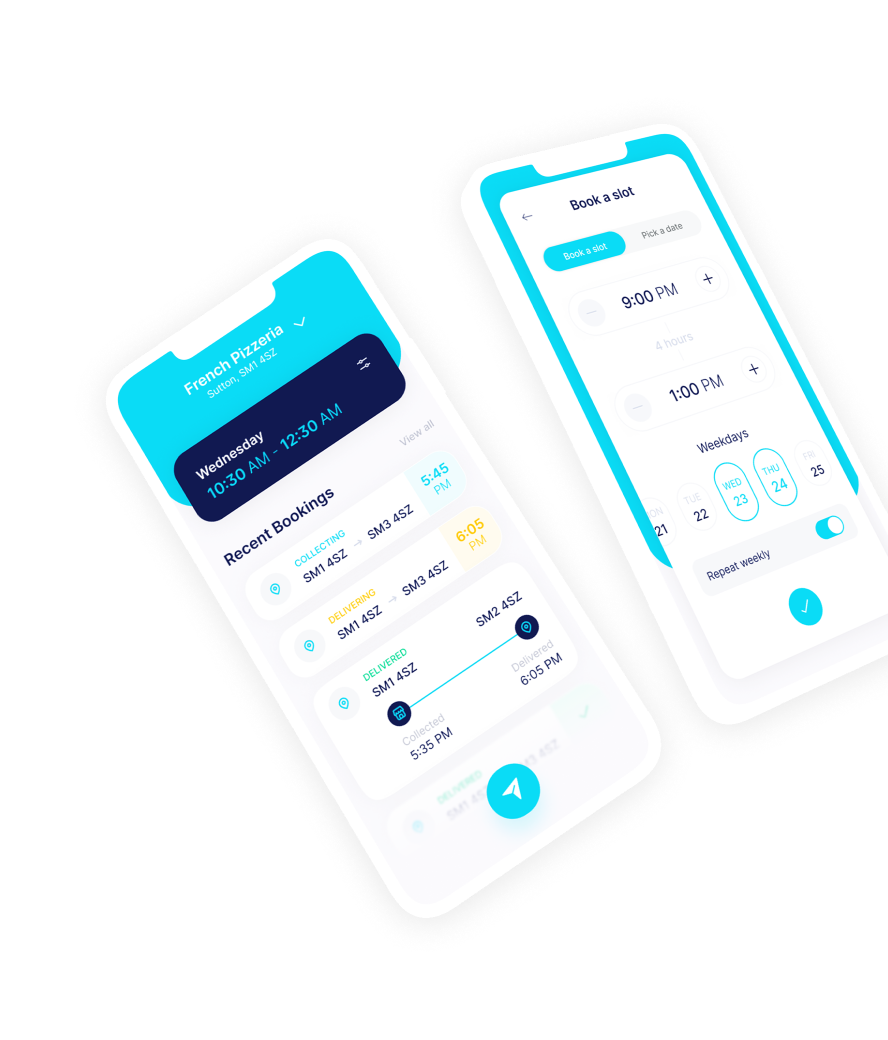 French Pizzeria
Sutton, SM1 4SZ
Wednesday
10:30 AM - 12:30 AM
Recent Bookings
View all
COLLECTING
SM1 4SZ → SM3 4SZ
5:45
PM
DELIVERING
SM1 4SZ → SM3 4SZ
6:05
PM
DELIVERED
SM1 4SZ
SM2 4SZ
Collected
5:35 PM
Delivered
6:05 PM
DELIVERED
SM1 4SZ
Book a slot
Book a slot
Pick a date
9:00 PM
4 hours
1:00 PM
Weekdays
21
TUE
22
WED
23
THU
24
FRI
25
Repeat weekly